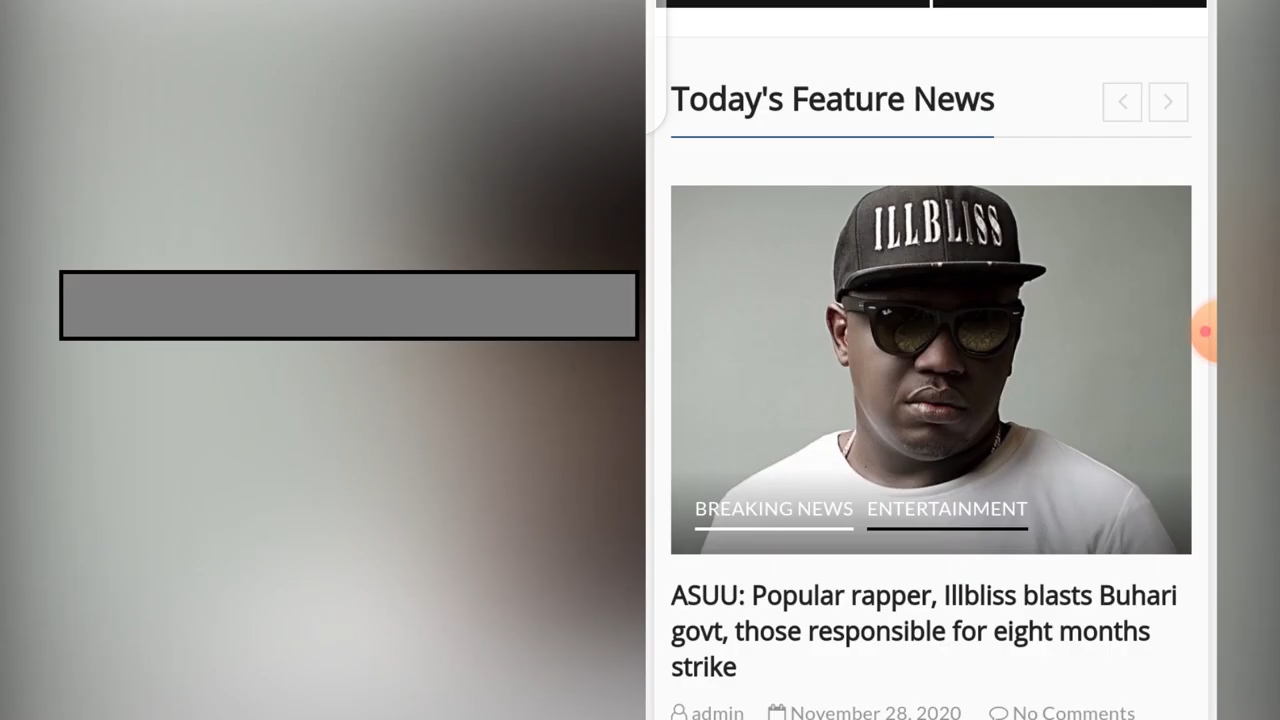 Today's Feature News
ILLBLISS
BREAKING NEWS ENTERTAINMENT
ASUU: Popular rapper, Illbliss blasts Buhari
govt, those responsible for eight months
strike
admin November 28, 2020 No Comments